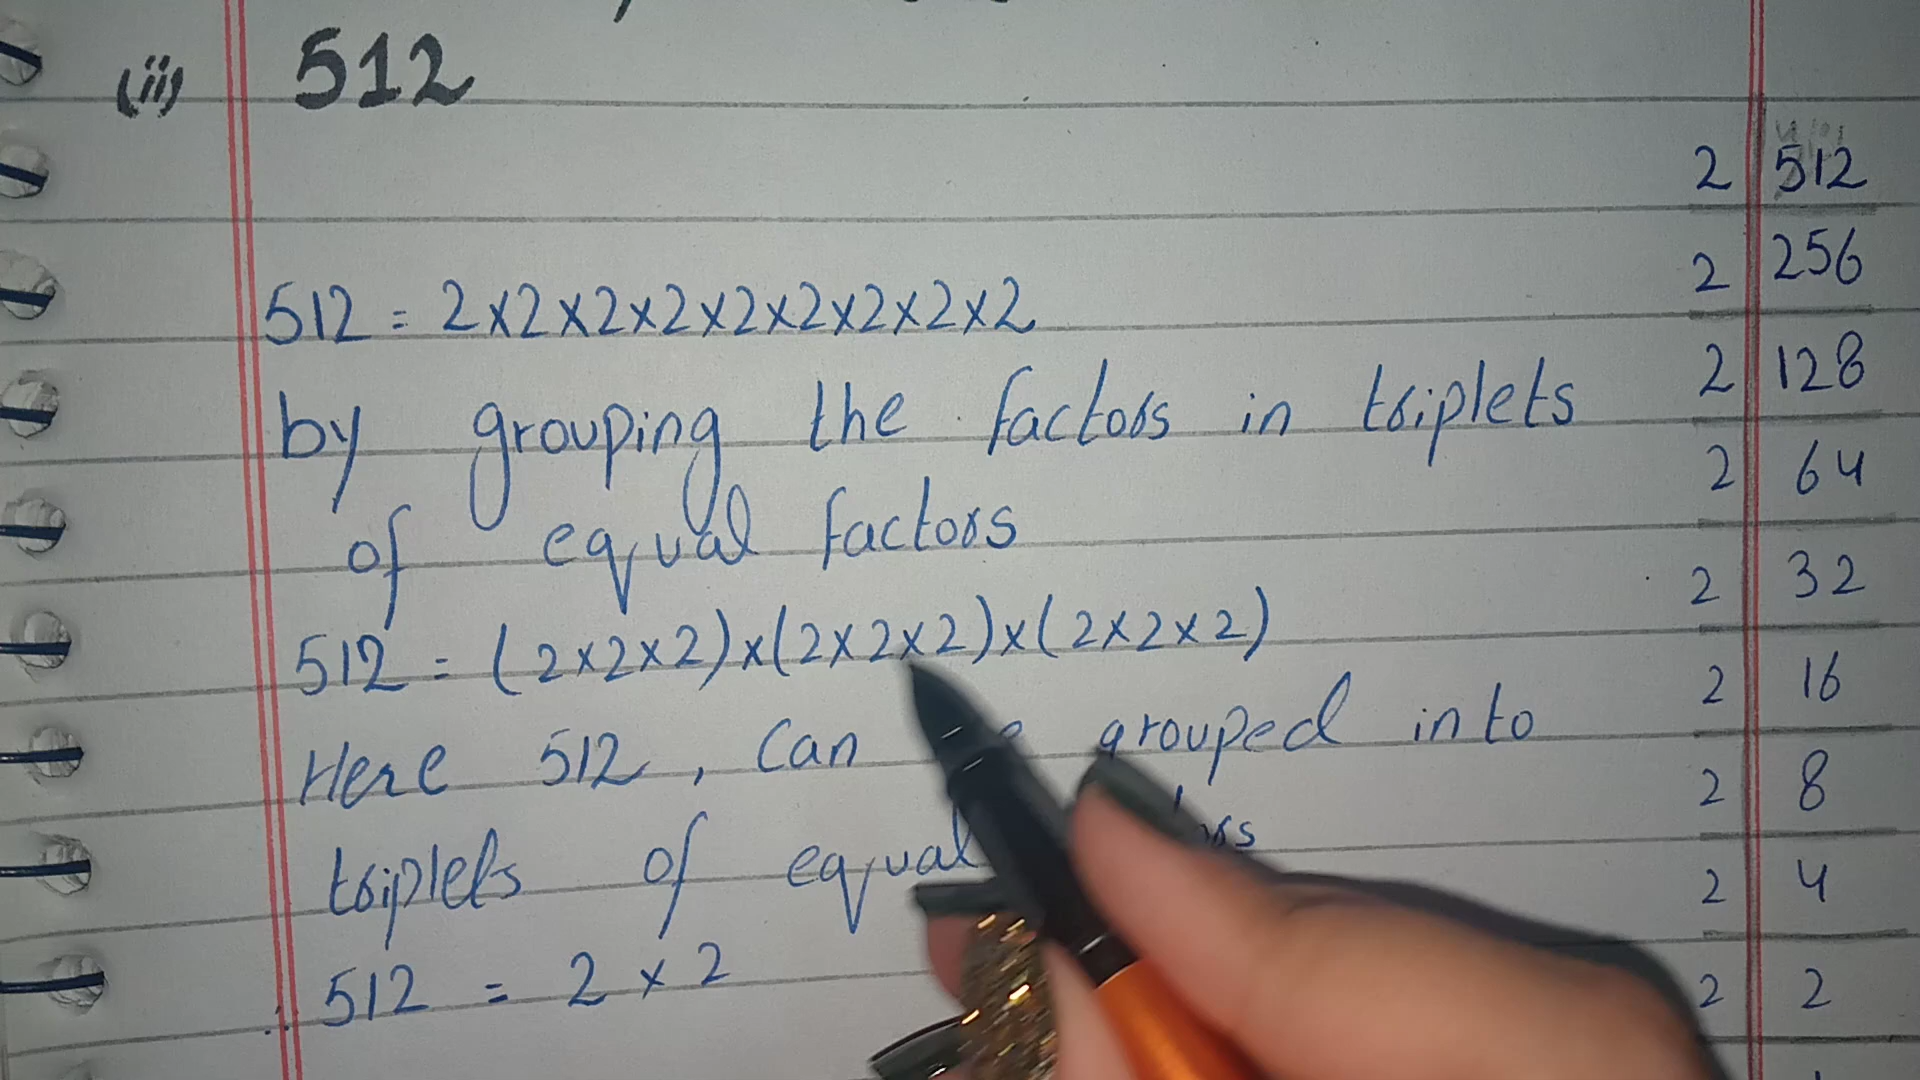 (ii) 512
512 = 2×2×2×2×2×2×2×2×2
by grouping the factors in triplets
of equal factors
512 = (2×2×2)×(2×2×2)×(2×2×2)
Here 512, Can grouped into
triplets of equal
∴ 512 = 2 × 2
2 512
2 256
2 128
2 64
2 32
2 16
2 8
2 4
2 2